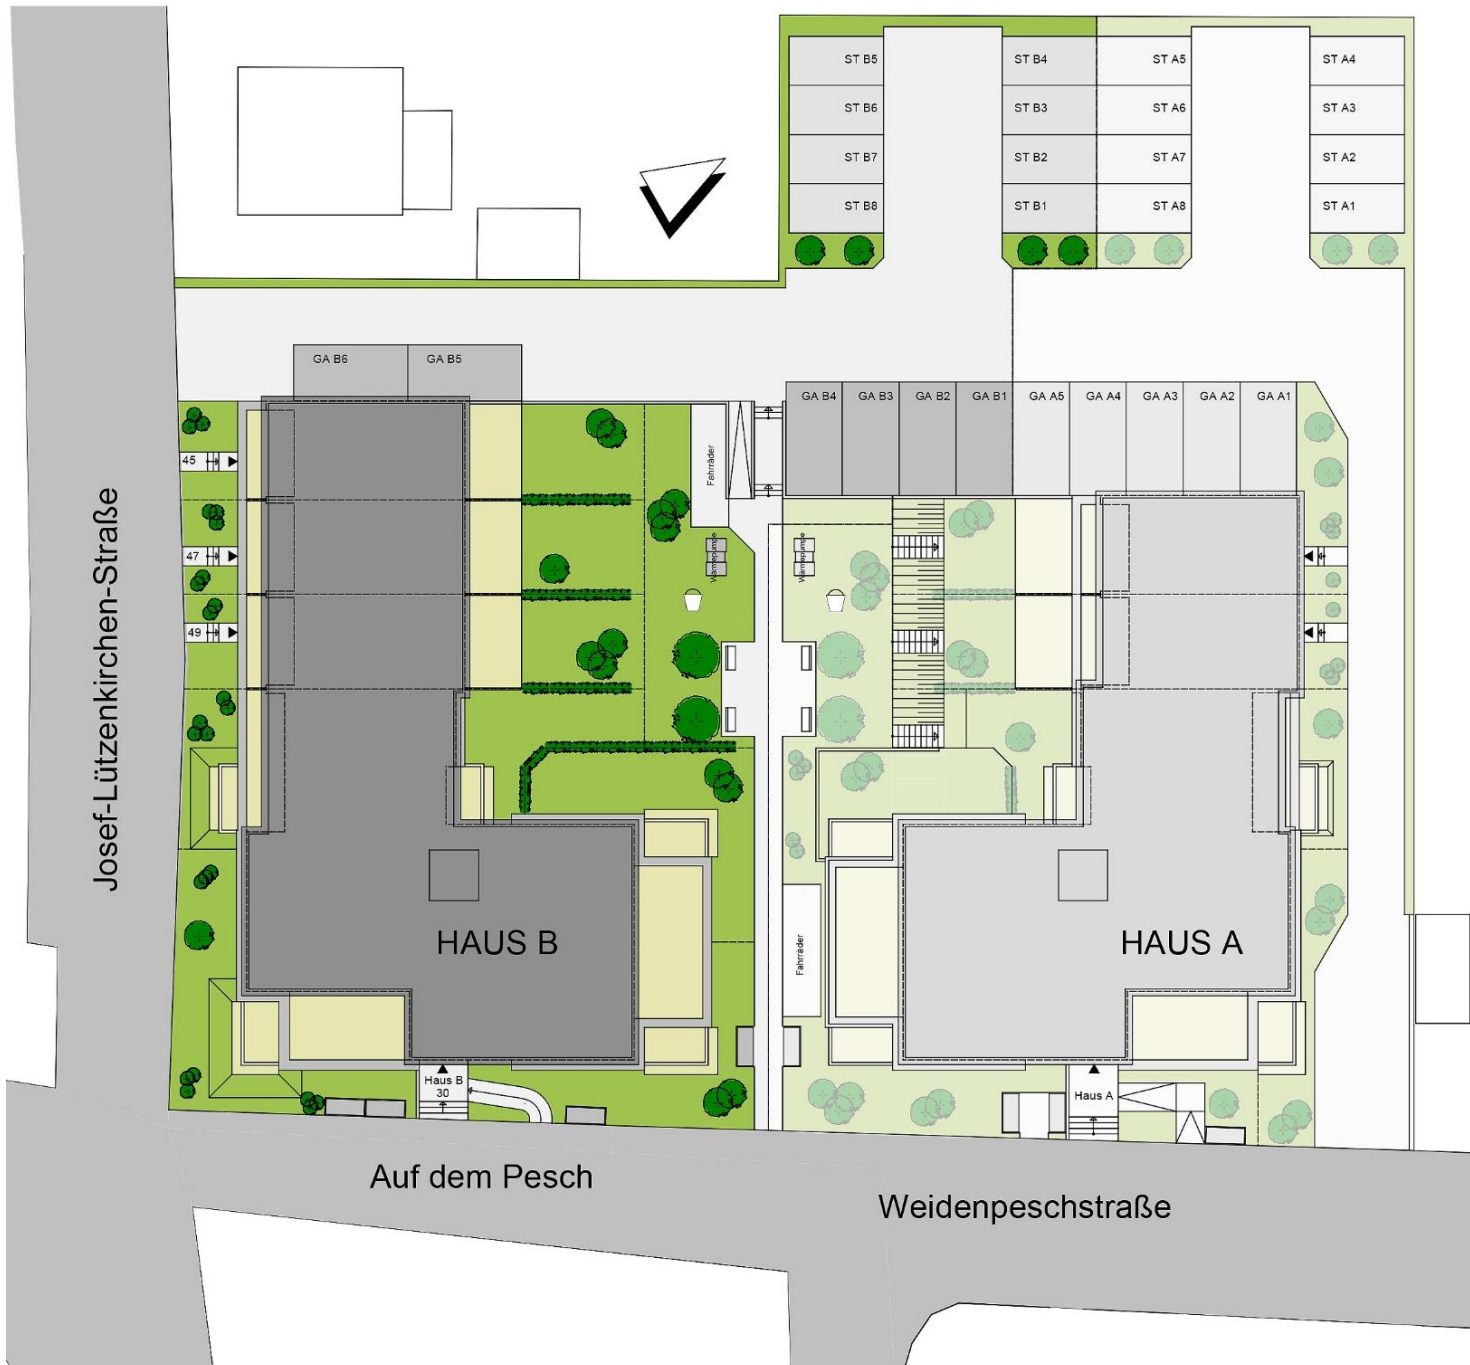 ST B5
ST B4
ST A5
ST A4
ST B6
ST B3
ST A6
ST A3
ST B7
ST B2
ST A7
ST A2
ST B8
ST B1
ST A8
ST A1
GA B6
GA B5
GA B4
GA B3
GA B2
GA B1
GA A5
GA A4
GA A3
GA A2
GA A1
45
47
49
Josef-Lützenkirchen-Straße
Fahrräder
Wärmepumpe
Wärmepumpe
Fahrräder
HAUS B
HAUS A
Haus B
30
Haus A
Auf dem Pesch
Weidenpeschstraße